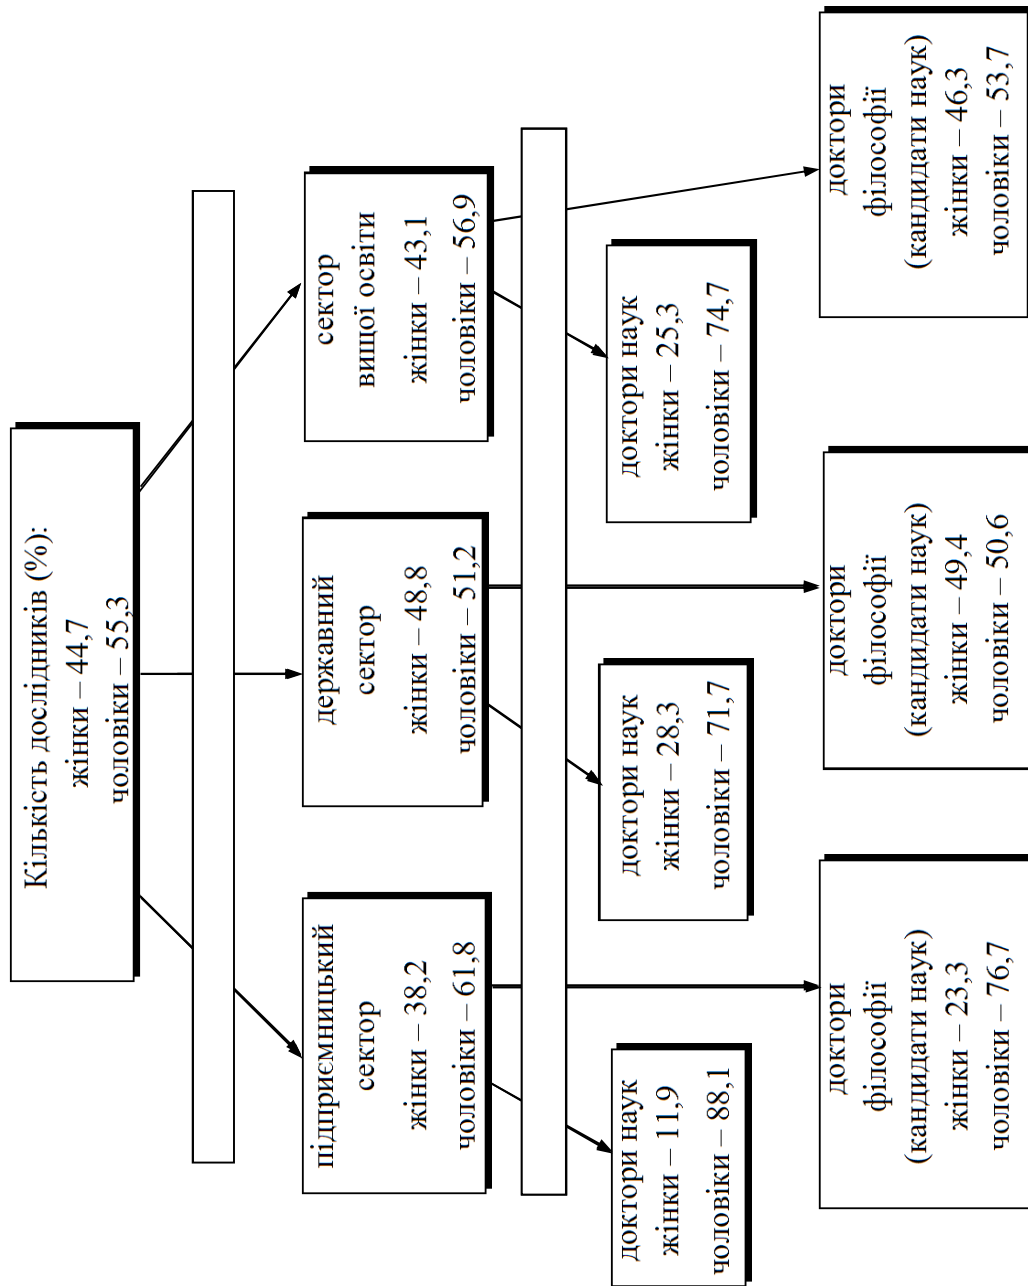 Кількість дослідників (%):
жінки – 44,7
чоловіки – 55,3
підприємницький
сектор
жінки – 38,2
чоловіки – 61,8
державний
сектор
жінки – 48,8
чоловіки – 51,2
сектор
вищої освіти
жінки – 43,1
чоловіки – 56,9
доктори наук
жінки – 11,9
чоловіки – 88,1
доктори наук
жінки – 28,3
чоловіки – 71,7
доктори наук
жінки – 25,3
чоловіки – 74,7
доктори
філософії
(кандидати наук)
жінки – 23,3
чоловіки – 76,7
доктори
філософії
(кандидати наук)
жінки – 49,4
чоловіки – 50,6
доктори
філософії
(кандидати наук)
жінки – 46,3
чоловіки – 53,7